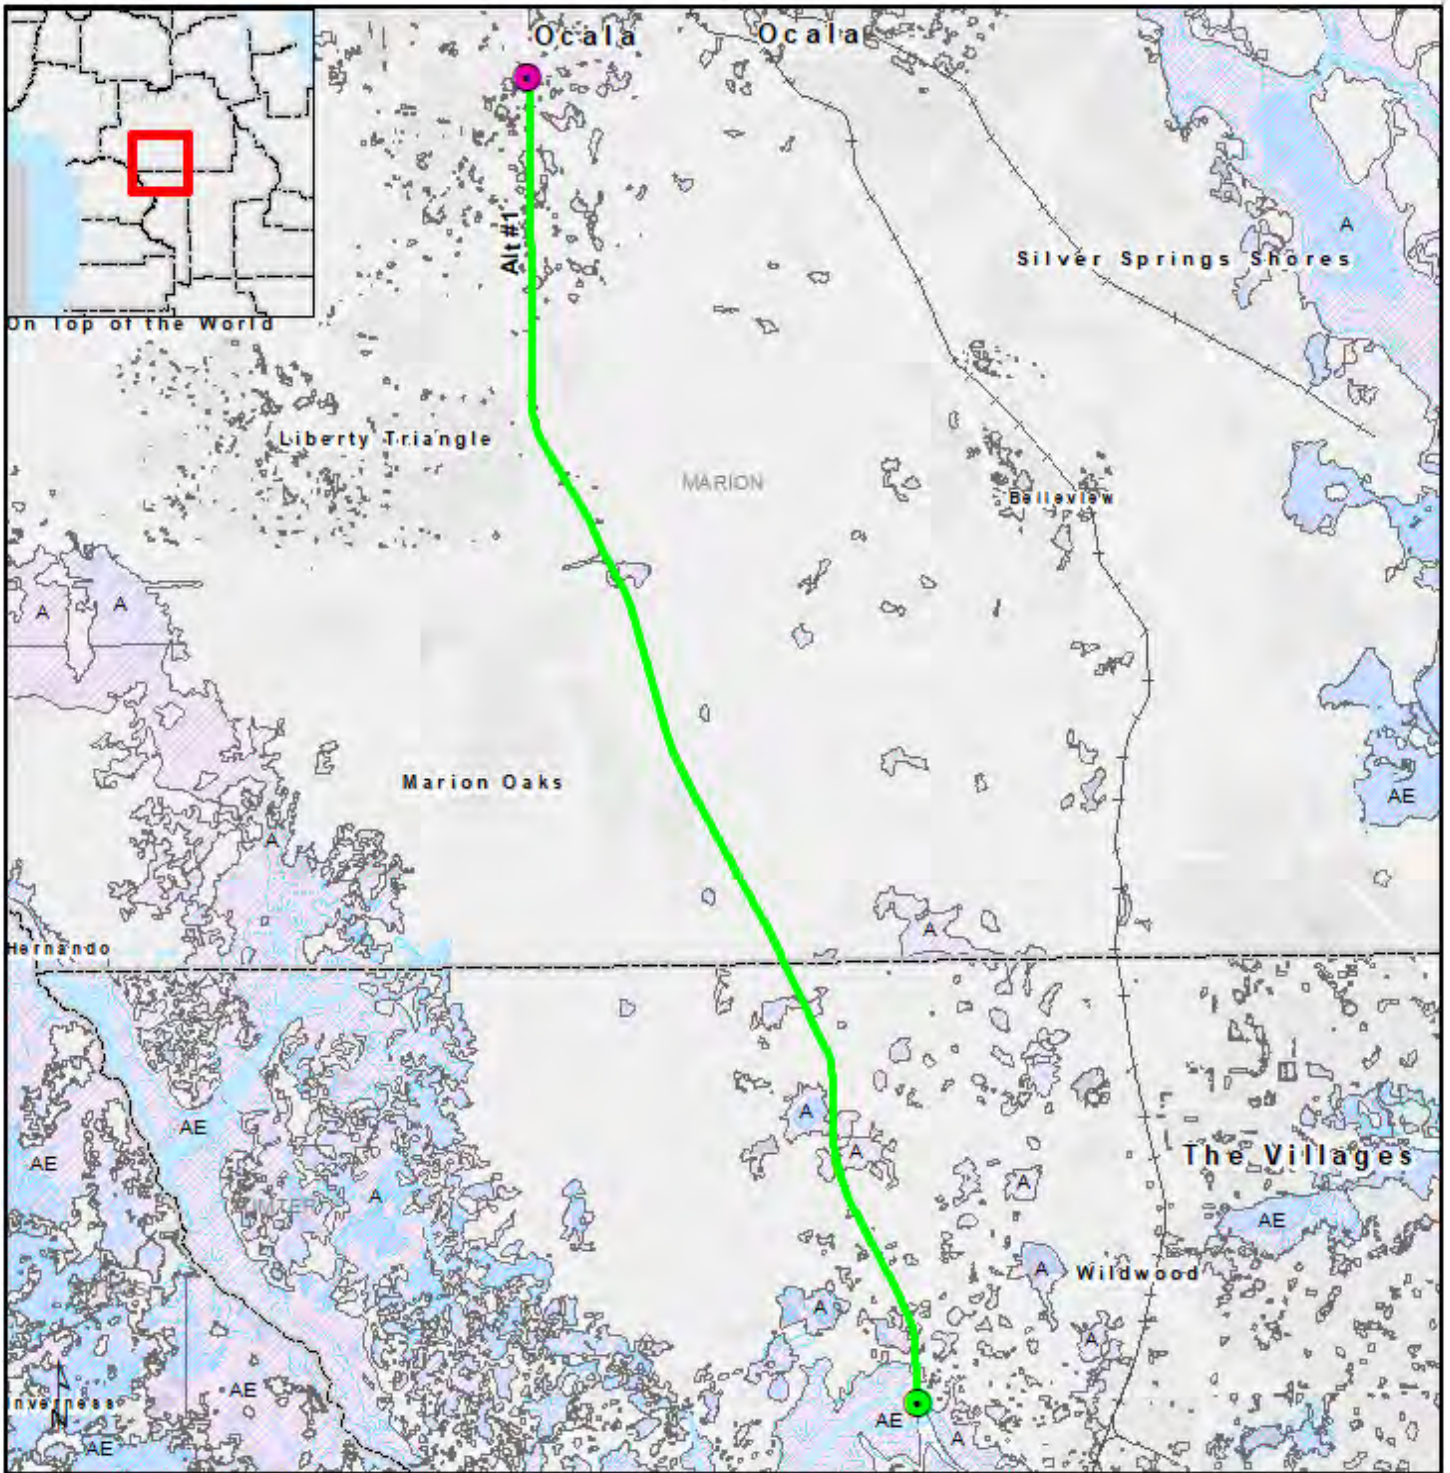 Ocala
Ocala
Alt #1
A
Silver Springs Shores
On Top of the World
Liberty Triangle
MARION
Belleview
A
A
Marion Oaks
AE
A
A
Hernando
A
AE
A
The Villages
AE
A
A
A
AE
A
Wildwood
A
A
AE
Inverness
N
AE
A
AE